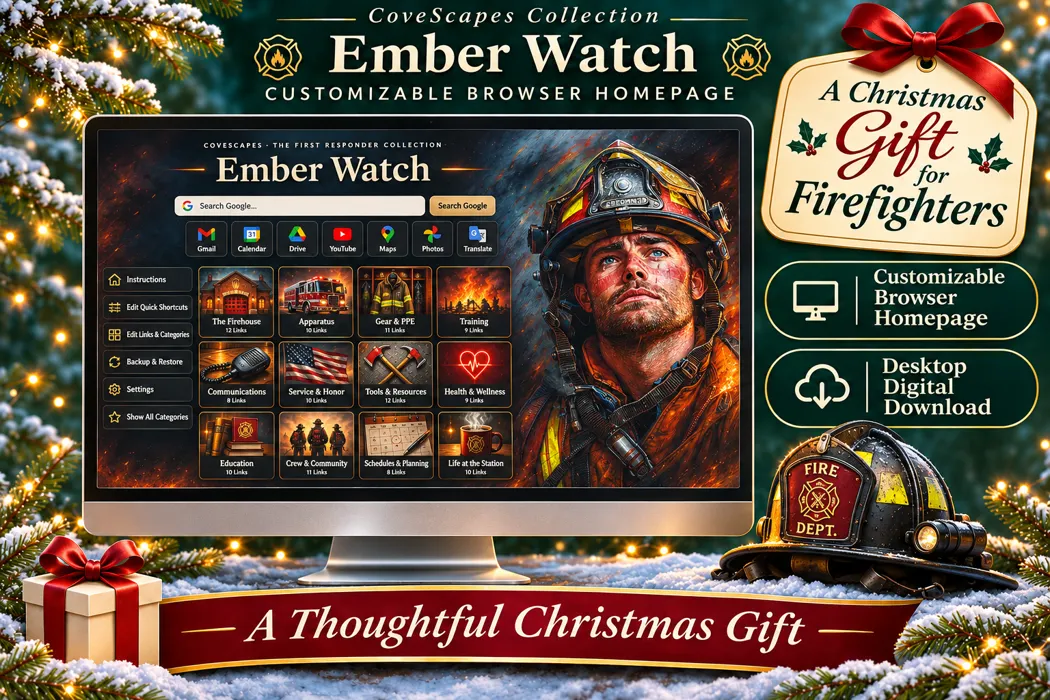 CoveScapes Collection
Ember Watch
CUSTOMIZABLE BROWSER HOMEPAGE
A Christmas
Gift
for
Firefighters
COVESCAPES · THE FIRST RESPONDER COLLECTION
Ember Watch
Search Google...
Search Google
Gmail
31
Calendar
Drive
YouTube
Maps
Photos
Translate
Instructions
Edit Quick Shortcuts
Edit Links & Categories
Backup & Restore
Settings
Show All Categories
The Firehouse
12 Links
Apparatus
10 Links
Gear & PPE
11 Links
Training
9 Links
Communications
8 Links
Service & Honor
10 Links
Tools & Resources
12 Links
Health & Wellness
9 Links
Education
10 Links
Crew & Community
11 Links
Schedules & Planning
8 Links
Life at the Station
10 Links
Customizable
Browser
Homepage
Desktop
Digital
Download
FIRE
DEPT.
A Thoughtful Christmas Gift